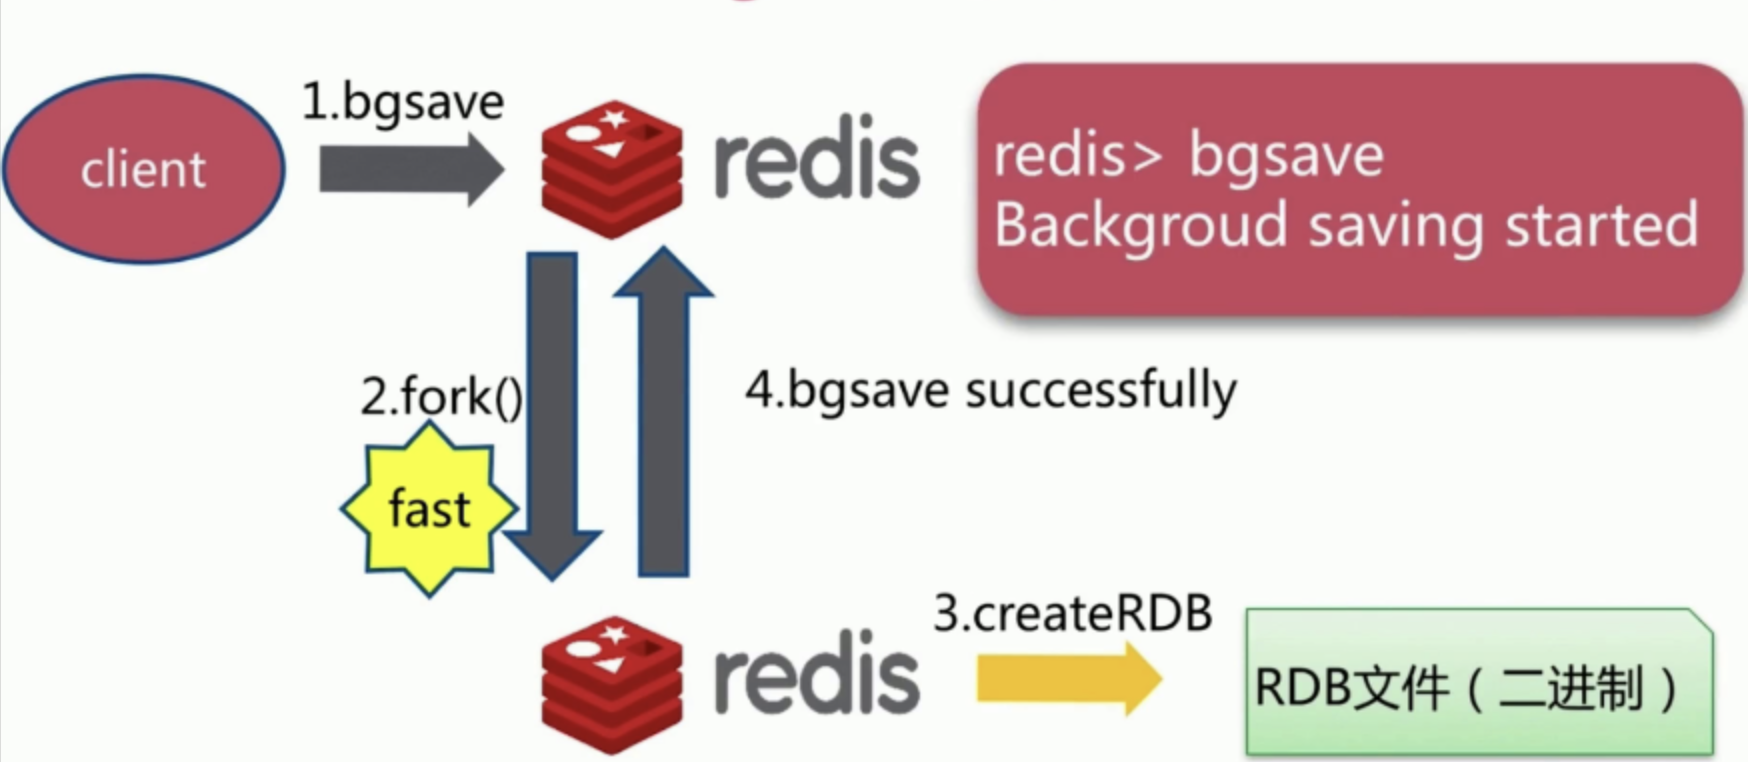 client
1.bgsave
redis
redis> bgsave
Backgroud saving started
2.fork()
fast
4.bgsave successfully
redis
3.createRDB
RDB文件（二进制）